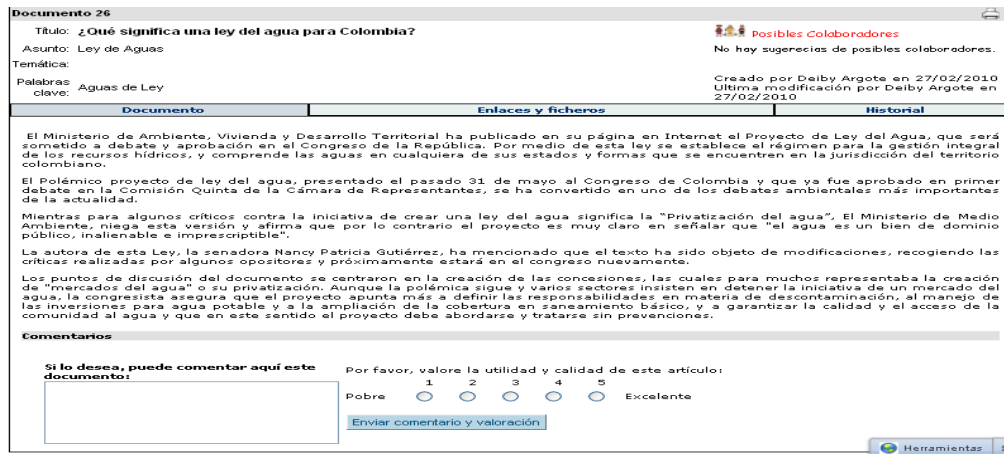 Documento 26
Título: ¿Qué significa una ley del agua para Colombia?
Posibles Colaboradores
Asunto: Ley de Aguas
No hay sugerecias de posibles colaboradores.
Temática:
Palabras clave: Aguas de Ley
Creado por Deiby Argote en 27/02/2010
Ultima modificación por Deiby Argote en
27/02/2010
Documento
Enlaces y ficheros
Historial
El Ministerio de Ambiente, Vivienda y Desarrollo Territorial ha publicado en su página en Internet el Proyecto de Ley del Agua, que será
sometido a debate y aprobación en el Congreso de la República. Por medio de esta ley se establece el régimen para la gestión integral
de los recursos hídricos, y comprende las aguas en cualquiera de sus estados y formas que se encuentren en la jurisdicción del territorio
colombiano.
El Polémico proyecto de ley del agua, presentado el pasado 31 de mayo al Congreso de Colombia y que ya fue aprobado en primer
debate en la Comisión Quinta de la Cámara de Representantes, se ha convertido en uno de los debates ambientales más importantes
de la actualidad.
Mientras para algunos críticos contra la iniciativa de crear una ley del agua significa la "Privatización del agua", El Ministerio de Medio
Ambiente, niega esta versión y afirma que por lo contrario el proyecto es muy claro en señalar que "el agua es un bien de dominio
público, inalienable e imprescriptible".
La autora de esta Ley, la senadora Nancy Patricia Gutiérrez, ha mencionado que el texto ha sido objeto de modificaciones, recogiendo las
críticas realizadas por algunos opositores y próximamente estará en el congreso nuevamente.
Los puntos de discusión del documento se centraron en la creación de las concesiones, las cuales para muchos representaba la creación
de "mercados del agua" o su privatización. Aunque la polémica sigue y varios sectores insisten en detener la iniciativa de un mercado del
agua, la congresista asegura que el proyecto apunta más a definir las responsabilidades en materia de descontaminación, al manejo de
las inversiones para agua potable y a la ampliación de la cobertura en saneamiento básico, y a garantizar la calidad y el acceso de la
comunidad al agua y que en este sentido el proyecto debe abordarse y tratarse sin prevenciones.
Comentarios
Si lo desea, puede comentar aquí este
documento:
Por favor, valore la utilidad y calidad de este artículo:
1 2 3 4 5
Pobre Excelente
Enviar comentario y valoración
Herramientas